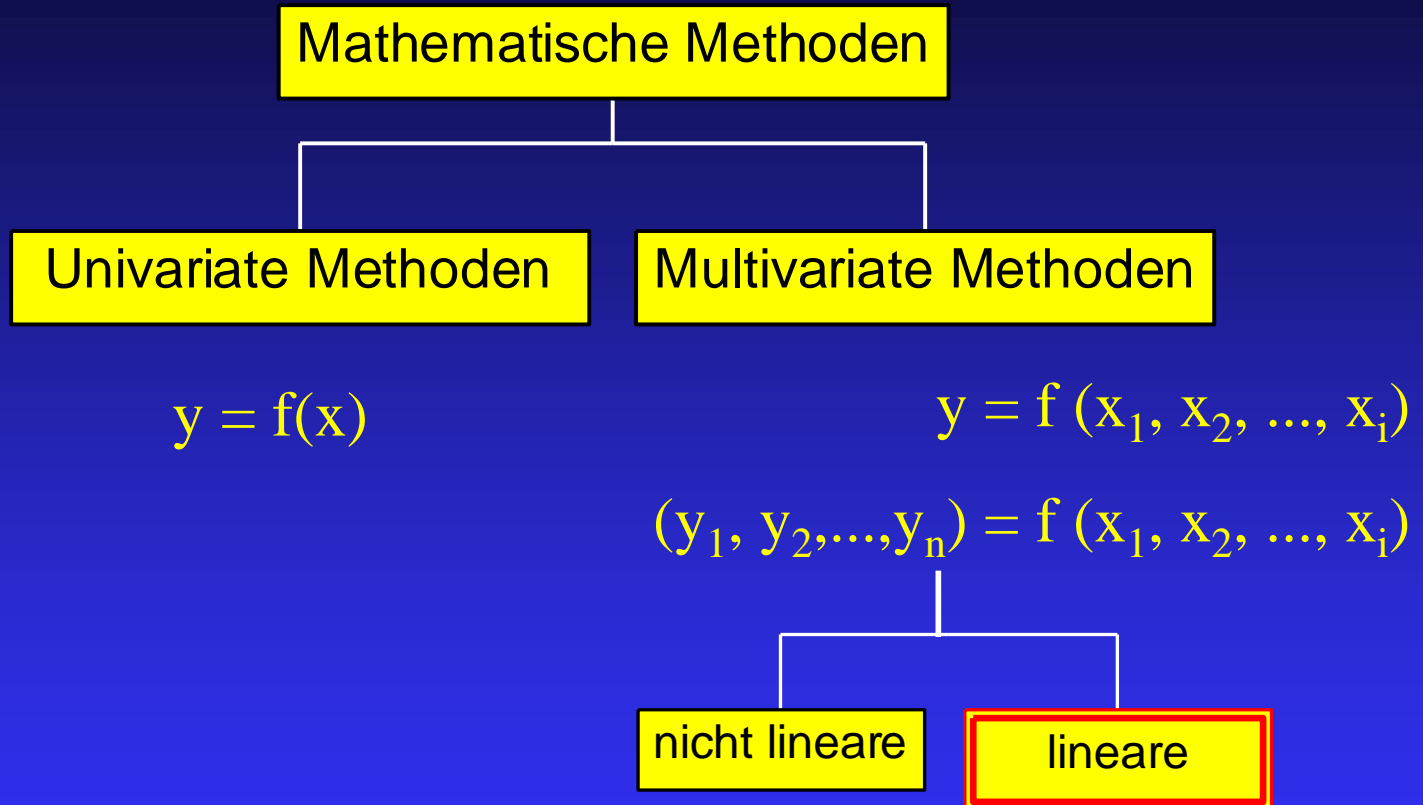 Mathematische Methoden
Univariate Methoden
Multivariate Methoden
y = f(x)
y = f (x₁, x₂, ..., xᵢ)
(y₁, y₂,...,yₙ) = f (x₁, x₂, ..., xᵢ)
nicht lineare
lineare